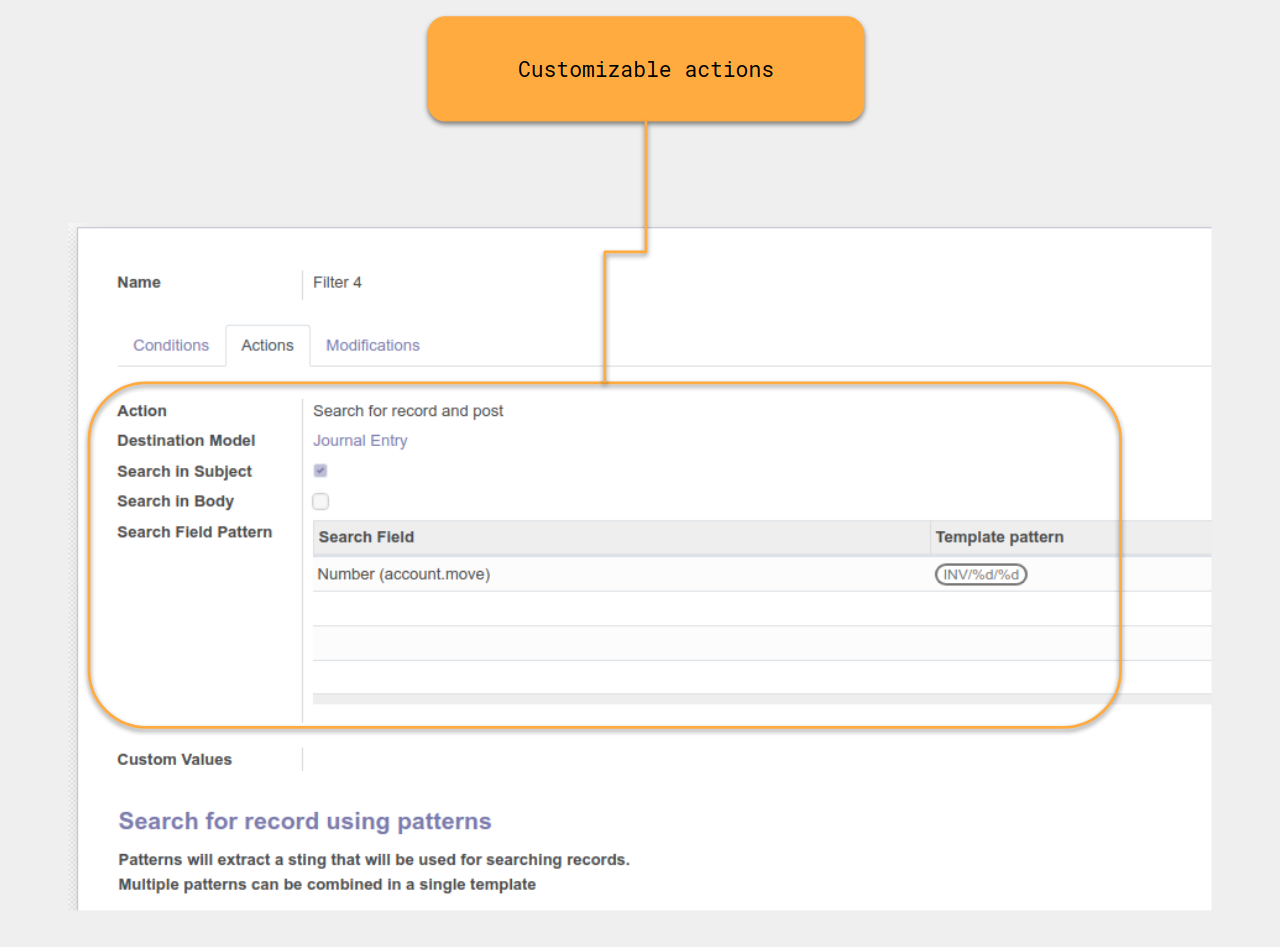 Customizable actions
Name Filter 4
Conditions Actions Modifications
Action Search for record and post
Destination Model Journal Entry
Search in Subject
Search in Body
Search Field Pattern
Search Field Template pattern
Number (account.move) INV/%d/%d
Custom Values
Search for record using patterns
Patterns will extract a sting that will be used for searching records.
Multiple patterns can be combined in a single template